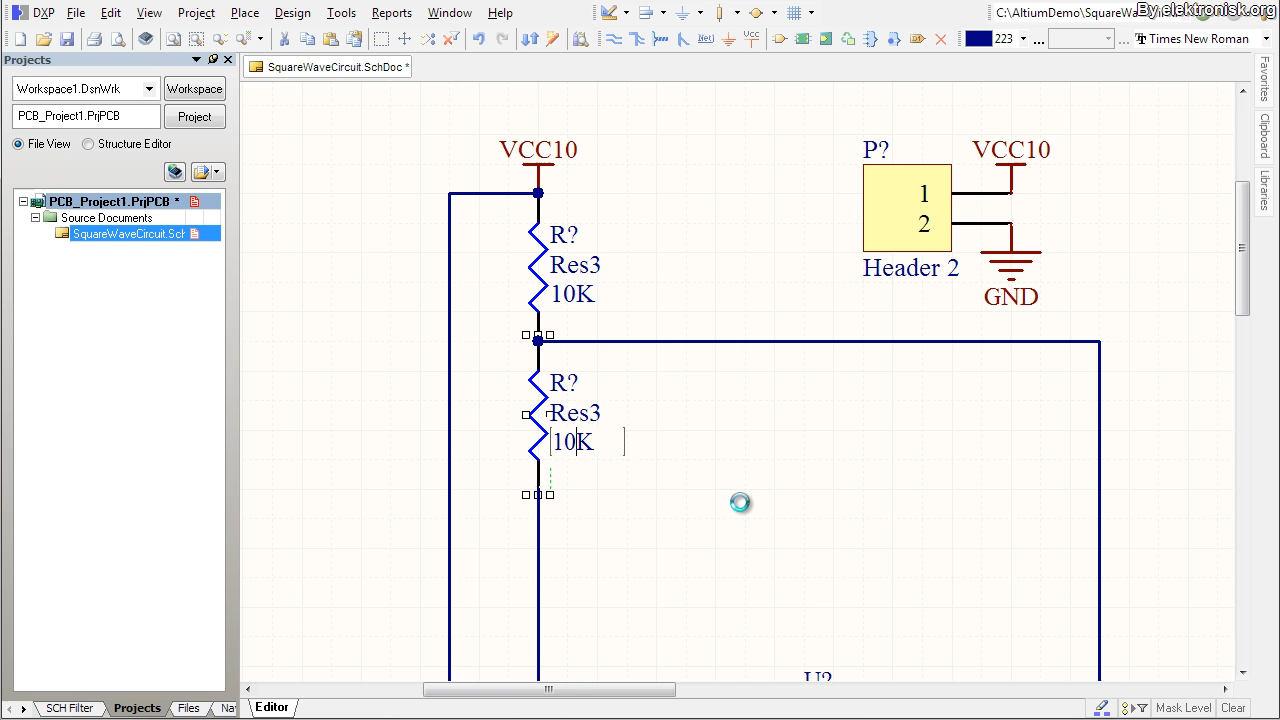 DXP File Edit View Project Place Design Tools Reports Window Help
C:\AltiumDemo\SquareWa
By elektronisk.org
Net
VCC
223
...
...
Times New Roman
Projects
Workspace1.DsnWrk
Workspace
PCB_Project1.PrjPCB
Project
File View
Structure Editor
PCB_Project1.PrjPCB *
Source Documents
SquareWaveCircuit.Sch
SCH Filter
Projects
Files
Nav
SquareWaveCircuit.SchDoc *
VCC10
R?
Res3
10K
R?
Res3
10K
P?
VCC10
1
2
Header 2
GND
U?
Favorites
Clipboard
Libraries
Editor
Mask Level
Clear